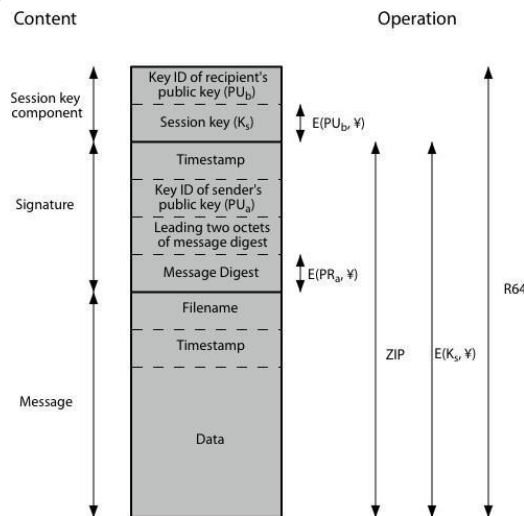 Content
Operation
Session key
component
Key ID of recipient's
public key (PUb)
Session key (Ks)
E(PUb, ¥)
Signature
Timestamp
Key ID of sender's
public key (PUa)
Leading two octets
of message digest
Message Digest
E(PRa, ¥)
Message
Filename
Timestamp
Data
ZIP
E(Ks, ¥)
R64